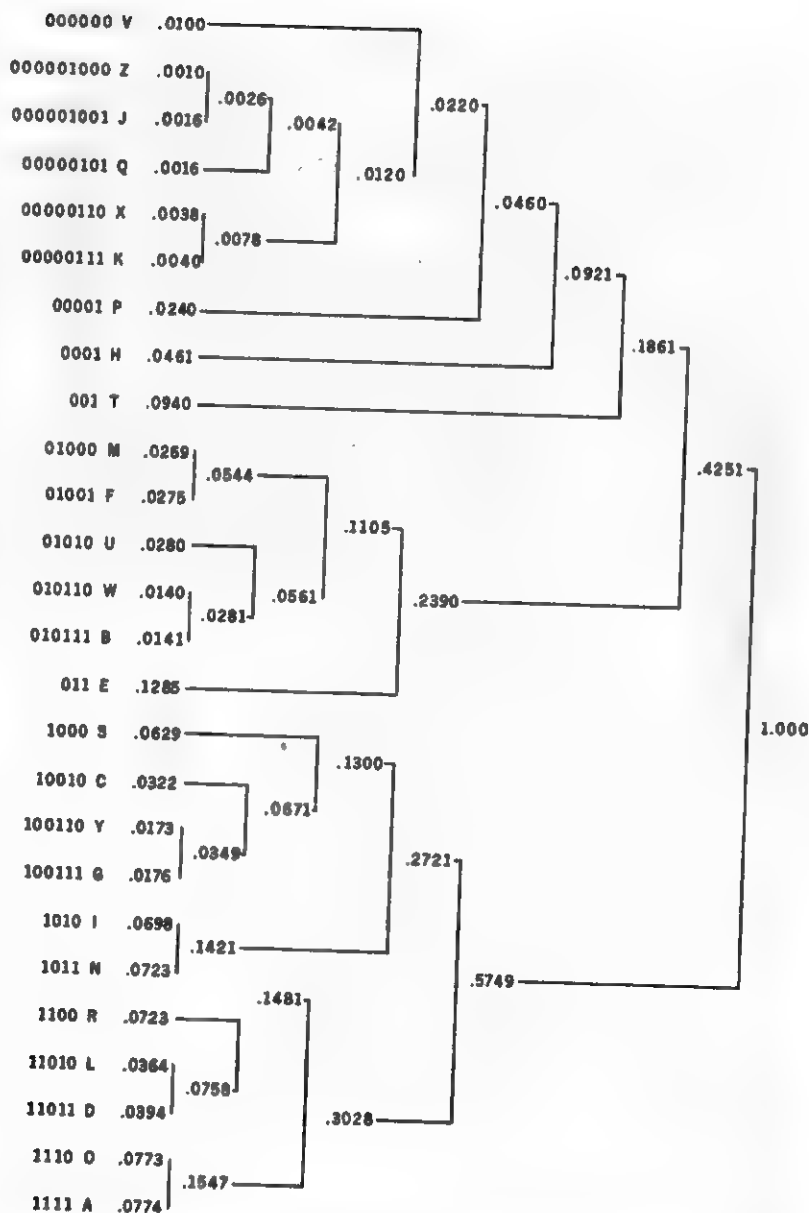 000000 V .0100
000001000 Z .0010
.0026
.0220
000001001 J .0016
.0042
00000101 Q .0016
.0120
00000110 X .0038
.0460
.0078
00000111 K .0040
.0921
00001 P .0240
0001 H .0461
.1861
001 T .0940
01000 M .0269
.0544
.4251
01001 F .0275
.1105
01010 U .0280
010110 W .0140
.0561
.2390
.0281
010111 B .0141
011 E .1285
1000 S .0629
1.000
.1300
10010 C .0322
.0671
100110 Y .0173
.0349
.2721
100111 G .0176
1010 I .0698
.1421
1011 N .0723
.5749
.1481
1100 R .0723
11010 L .0364
.0758
11011 D .0394
.3028
1110 O .0773
.1547
1111 A .0774